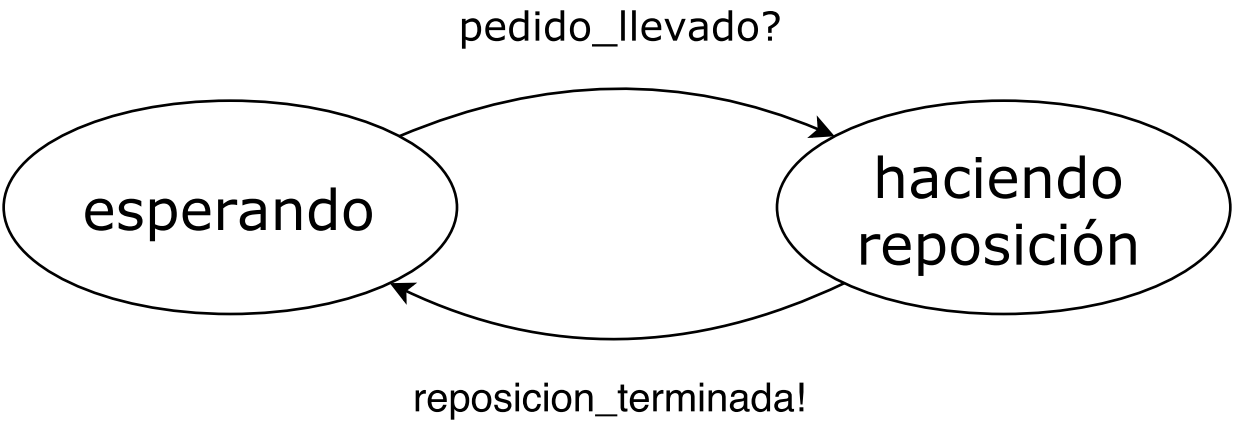 pedido_llevado?
esperando
haciendo
reposición
reposicion_terminada!